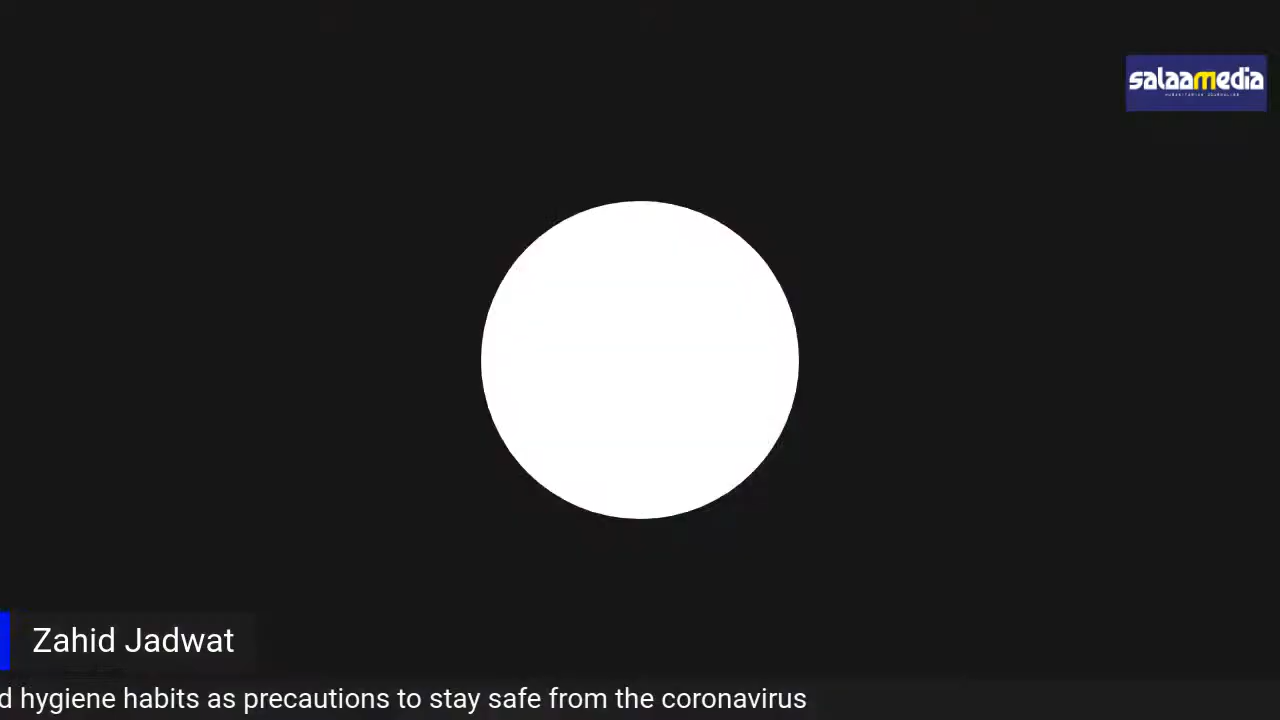 salaamedia
Zahid Jadwat
d hygiene habits as precautions to stay safe from the coronavirus